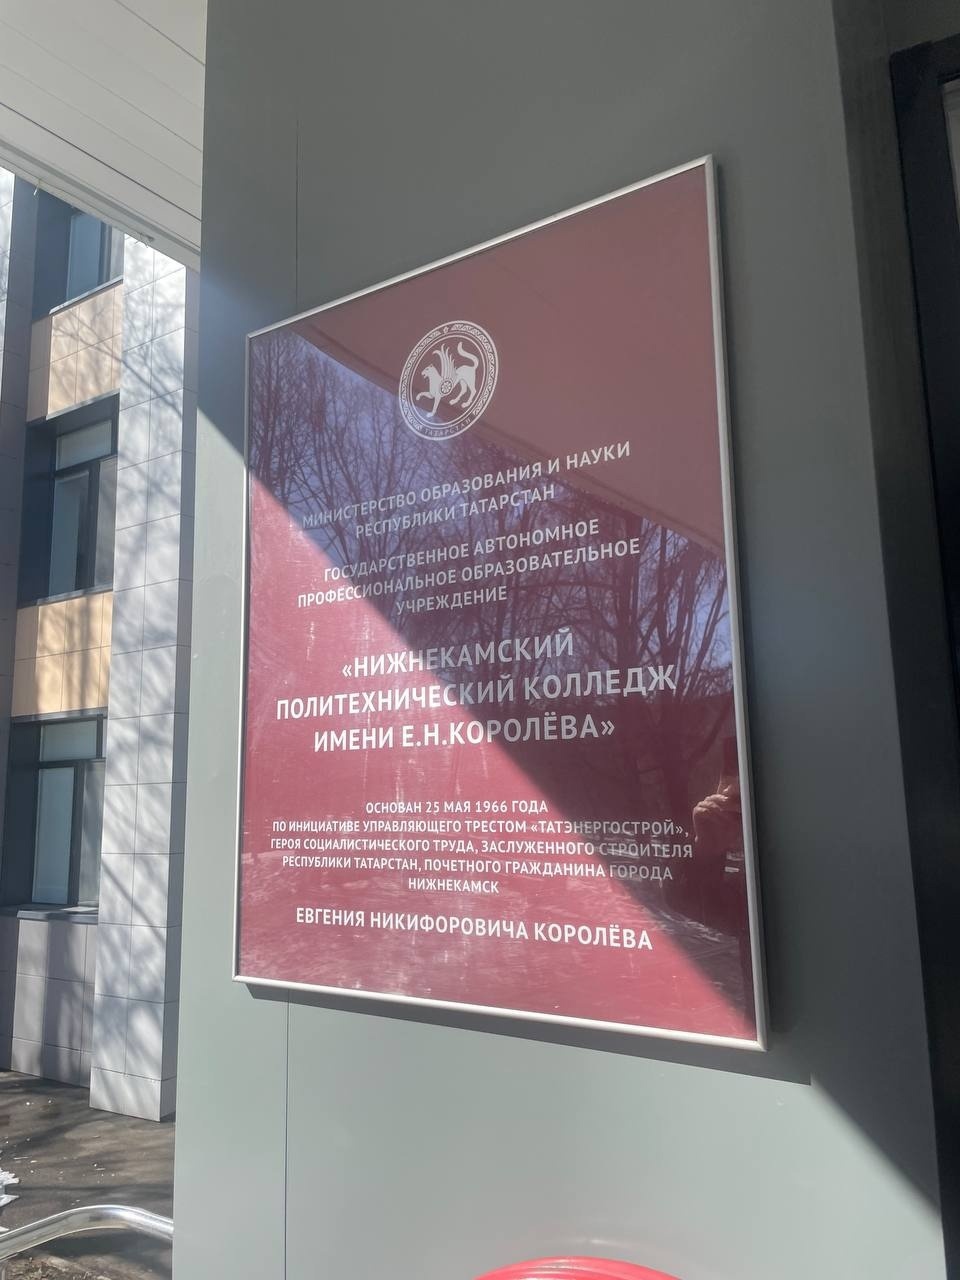 ТАТАРСТАН
МИНИСТЕРСТВО ОБРАЗОВАНИЯ И НАУКИ
РЕСПУБЛИКИ ТАТАРСТАН
ГОСУДАРСТВЕННОЕ АВТОНОМНОЕ
ПРОФЕССИОНАЛЬНОЕ ОБРАЗОВАТЕЛЬНОЕ
УЧРЕЖДЕНИЕ
«НИЖНЕКАМСКИЙ
ПОЛИТЕХНИЧЕСКИЙ КОЛЛЕДЖ
ИМЕНИ Е.Н.КОРОЛЁВА»
ОСНОВАН 25 МАЯ 1966 ГОДА
ПО ИНИЦИАТИВЕ УПРАВЛЯЮЩЕГО ТРЕСТОМ «ТАТЭНЕРГОСТРОЙ»,
ГЕРОЯ СОЦИАЛИСТИЧЕСКОГО ТРУДА, ЗАСЛУЖЕННОГО СТРОИТЕЛЯ
РЕСПУБЛИКИ ТАТАРСТАН, ПОЧЕТНОГО ГРАЖДАНИНА ГОРОДА
НИЖНЕКАМСК
ЕВГЕНИЯ НИКИФОРОВИЧА КОРОЛЁВА